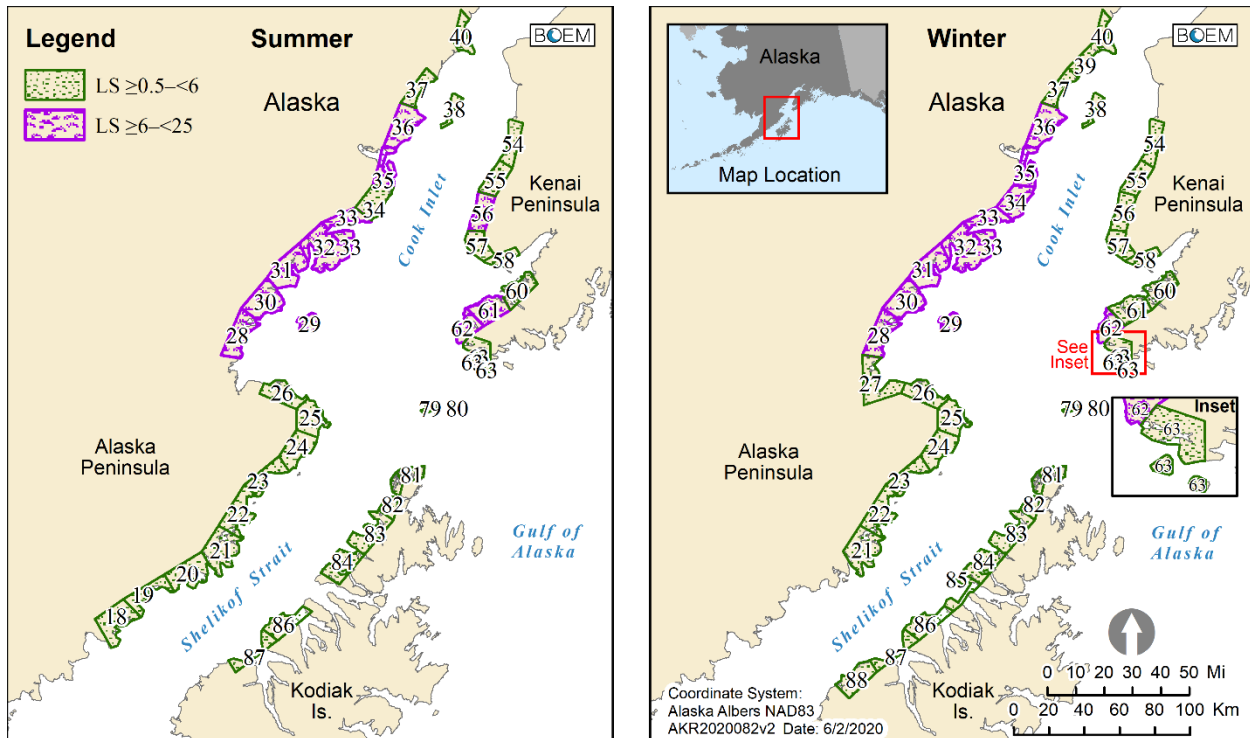 Legend
LS ≥0.5–<6
LS ≥6–<25
Summer
BOEM
Alaska
40
37
38
36
54
35
55
Kenai
Peninsula
34
56
33
Cook Inlet
32 33
57
58
31
60
30
61
29
62
28
63
63
26
79 80
25
Alaska
Peninsula
24
81
23
82
22
83
Gulf of
Alaska
21
84
20
Shelikof Strait
19
18
86
87
Kodiak
Is.
Winter
BOEM
Alaska
Map Location
Alaska
40
39
37
38
36
54
35
55
Kenai
Peninsula
34
56
33
Cook Inlet
32 33
57
58
31
60
30
61
29
62
28
See
Inset
63
63
27
26
79 80
25
Inset
62
63
63
63
Alaska
Peninsula
24
81
23
82
22
83
Gulf of
Alaska
21
84
Shelikof Strait
85
86
87
88
Kodiak
Is.
0 10 20 30 40 50 Mi
0 20 40 60 80 100 Km
Coordinate System:
Alaska Albers NAD83
AKR2020082v2 Date: 6/2/2020